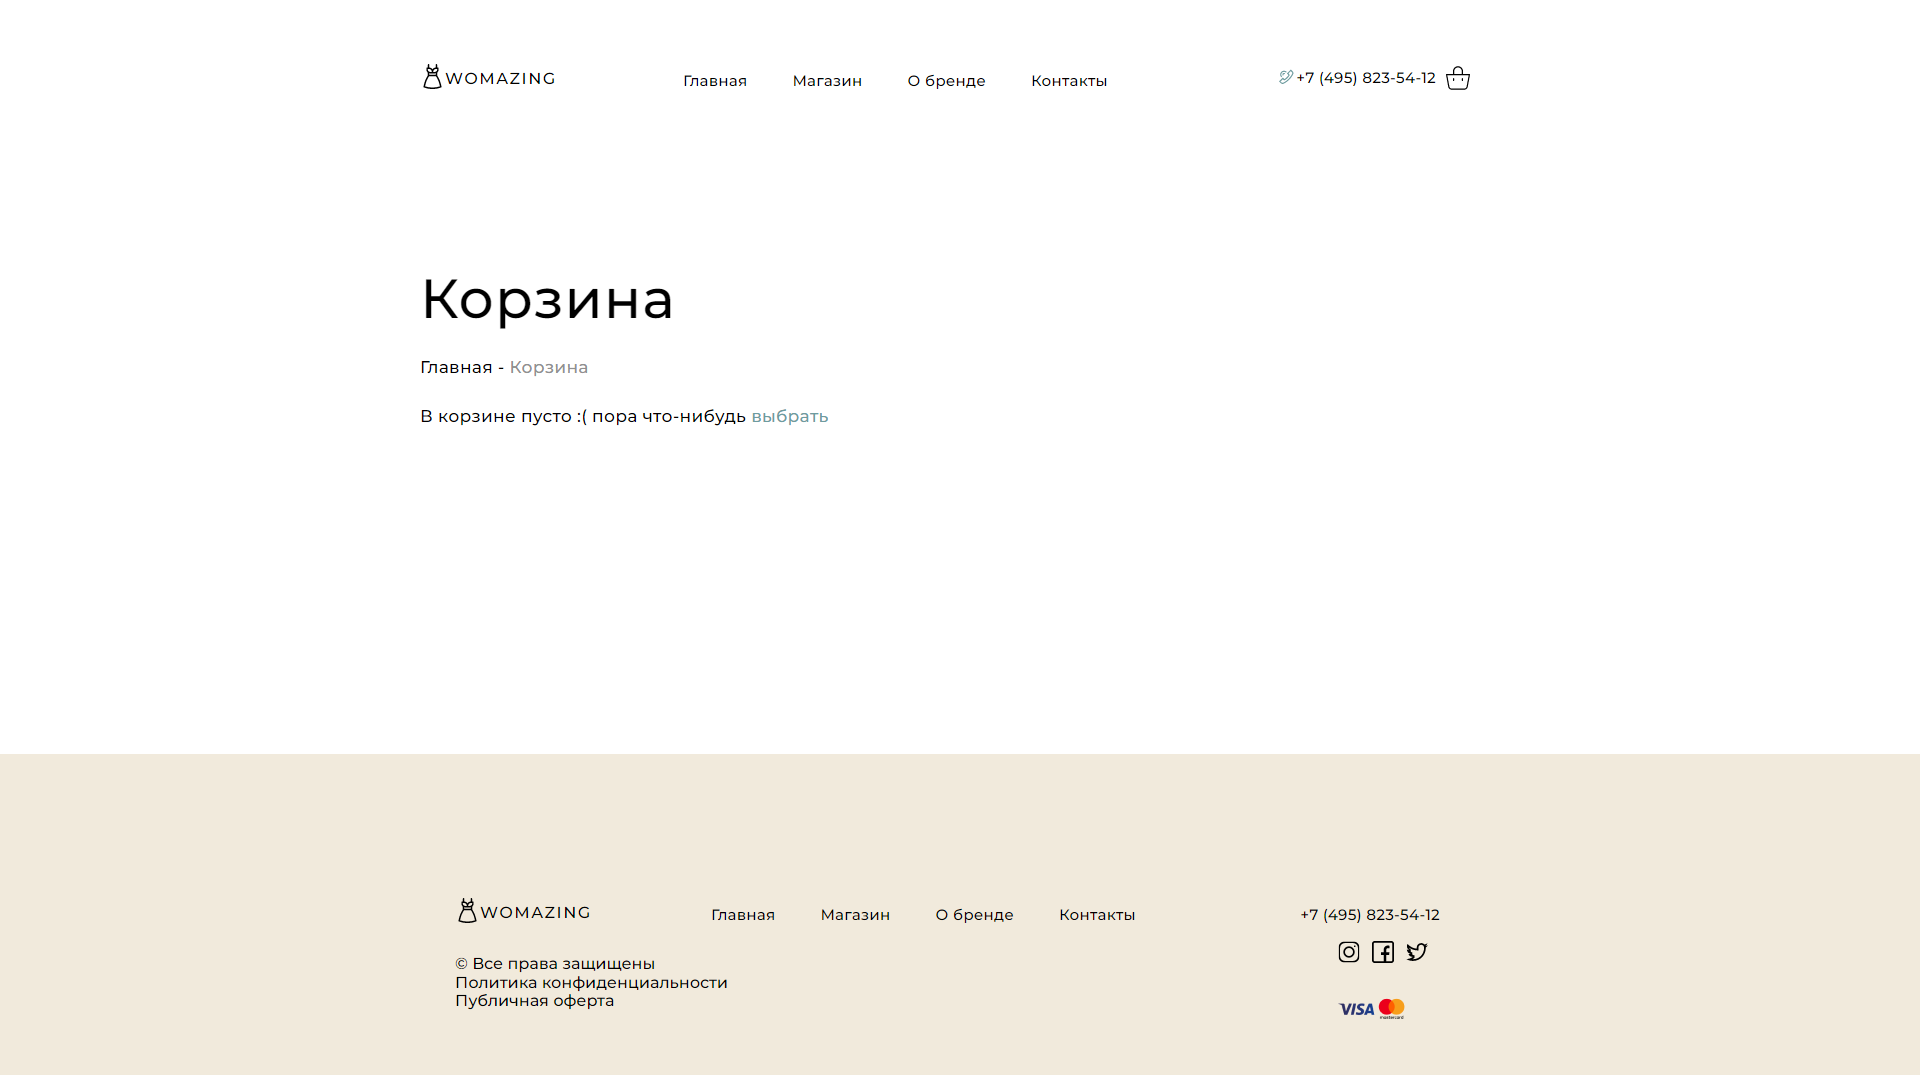 WOMAZING
Главная Магазин О бренде Контакты
+7 (495) 823-54-12
Корзина
Главная - Корзина
В корзине пусто :( пора что-нибудь выбрать
WOMAZING
Главная Магазин О бренде Контакты
+7 (495) 823-54-12
© Все права защищены
Политика конфиденциальности
Публичная оферта
VISA mastercard